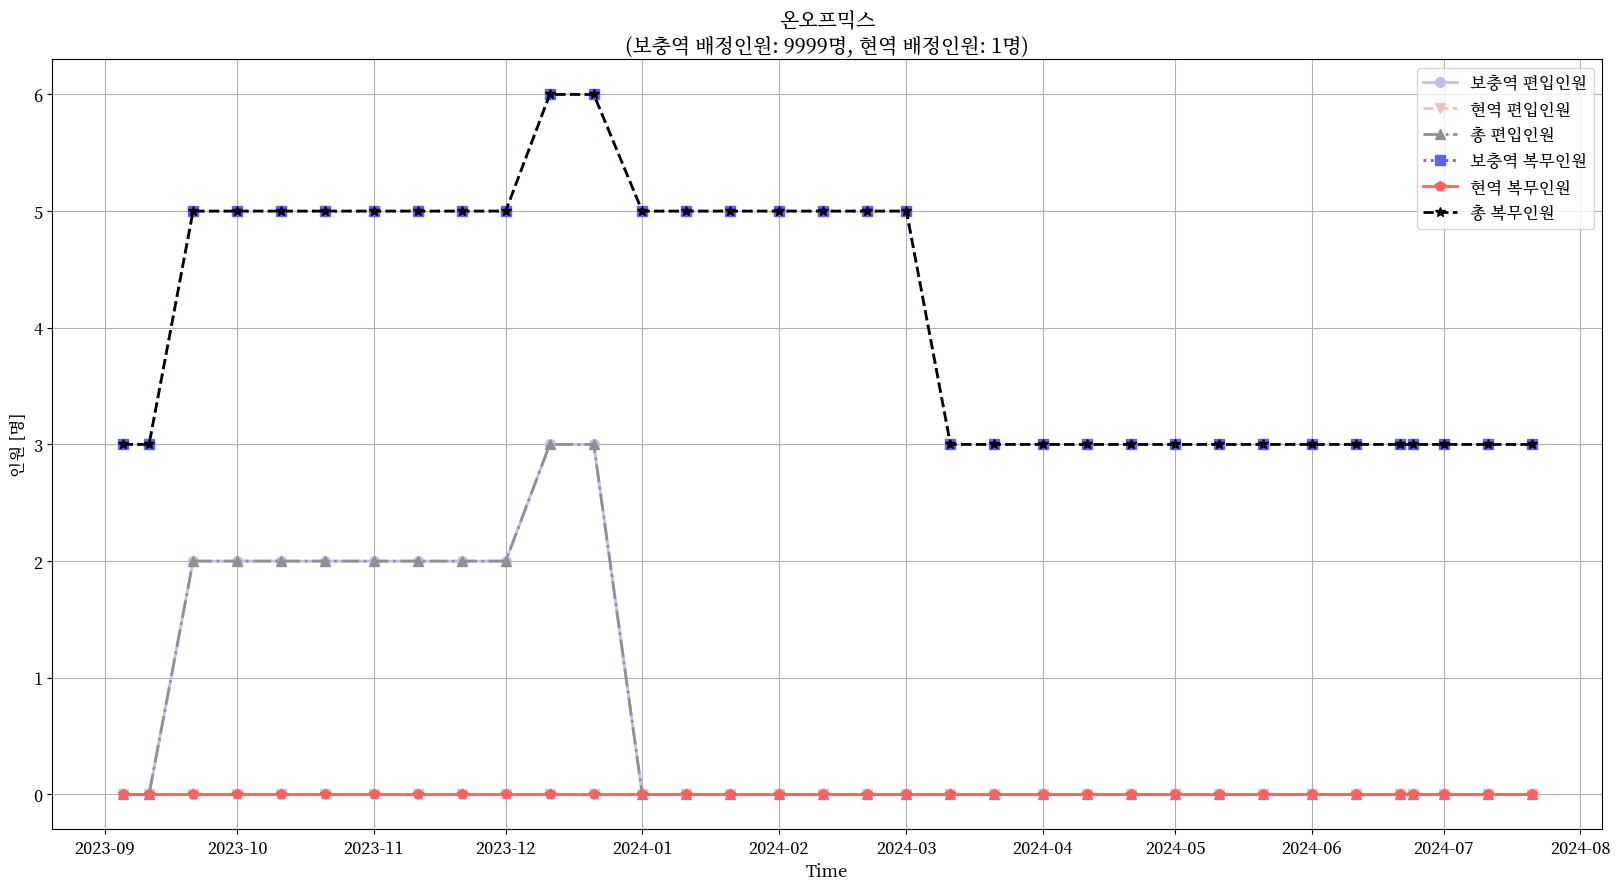 온오프믹스
(보충역 배정인원: 9999명, 현역 배정인원: 1명)
보충역 편입인원
현역 편입인원
총 편입인원
보충역 복무인원
현역 복무인원
총 복무인원
인원 [명]
6
5
4
3
2
1
0
2023-09 2023-10 2023-11 2023-12 2024-01 2024-02 2024-03 2024-04 2024-05 2024-06 2024-07 2024-08
Time